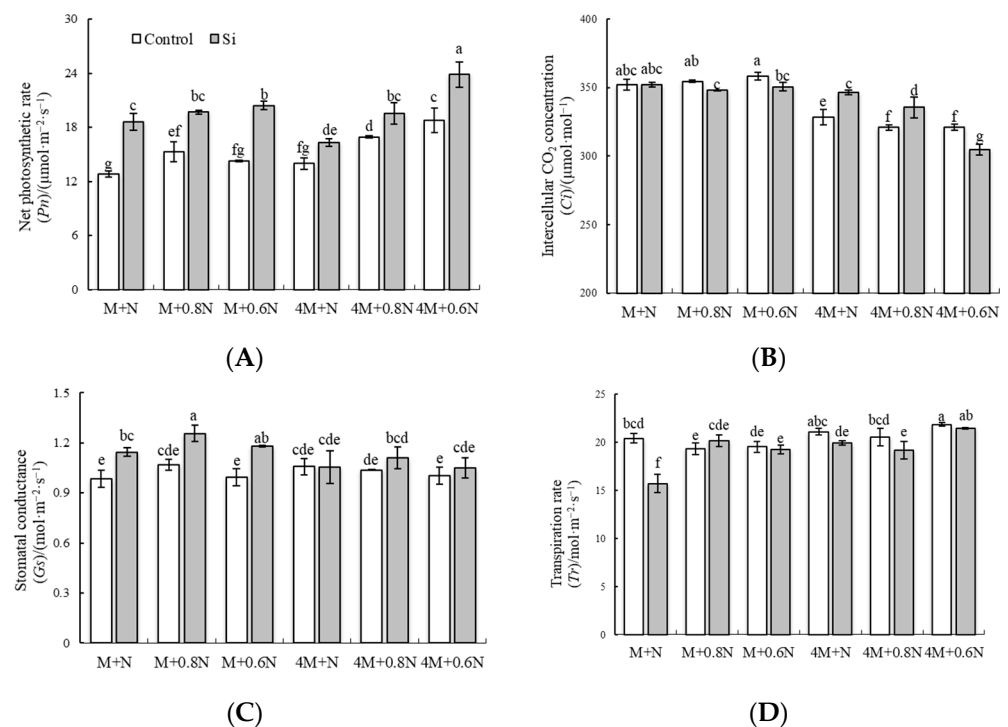 30
24
18
12
6
0
Net photosynthetic rate
(Pn)/(μmol·m⁻²·s⁻¹)
Control Si
g c ef bc fg b fg de d bc c a
M+N M+0.8N M+0.6N 4M+N 4M+0.8N 4M+0.6N
(A)
400
350
300
250
200
Intercellular CO₂ concentration
(Ci)/(μmol·mol⁻¹)
abc abc ab c a bc e c f d f g
M+N M+0.8N M+0.6N 4M+N 4M+0.8N 4M+0.6N
(B)
1.5
1.2
0.9
0.6
0.3
0
Stomatal conductance
(Gs)/(mol·m⁻²·s⁻¹)
e bc cde a e ab cde cde de bcd e cde
M+N M+0.8N M+0.6N 4M+N 4M+0.8N 4M+0.6N
(C)
25
20
15
10
5
0
Transpiration rate
(Tr)/mol·m⁻²·s⁻¹)
bcd f e cde de e abc de bcd e a ab
M+N M+0.8N M+0.6N 4M+N 4M+0.8N 4M+0.6N
(D)